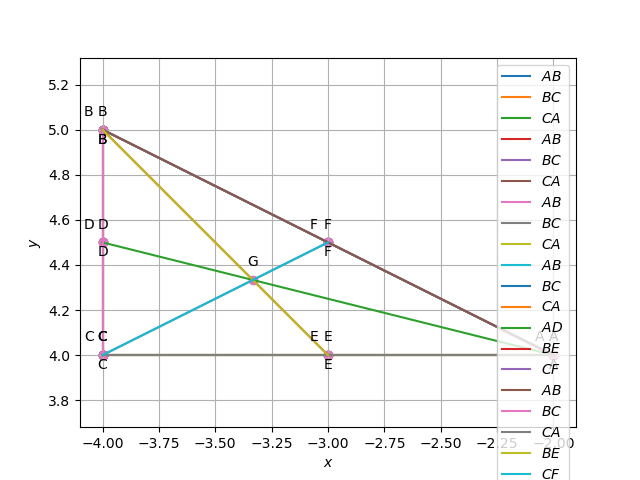 B B
B
D D
D
G
F F
F
C C
C
E E
E
A A
5.2
5.0
4.8
4.6
4.4
4.2
4.0
3.8
y
−4.00 −3.75 −3.50 −3.25 −3.00 −2.75 −2.50 −2.25 −2.00
x
AB
BC
CA
AB
BC
CA
AB
BC
CA
AB
BC
CA
AD
BE
CF
AB
BC
CA
BE
CF